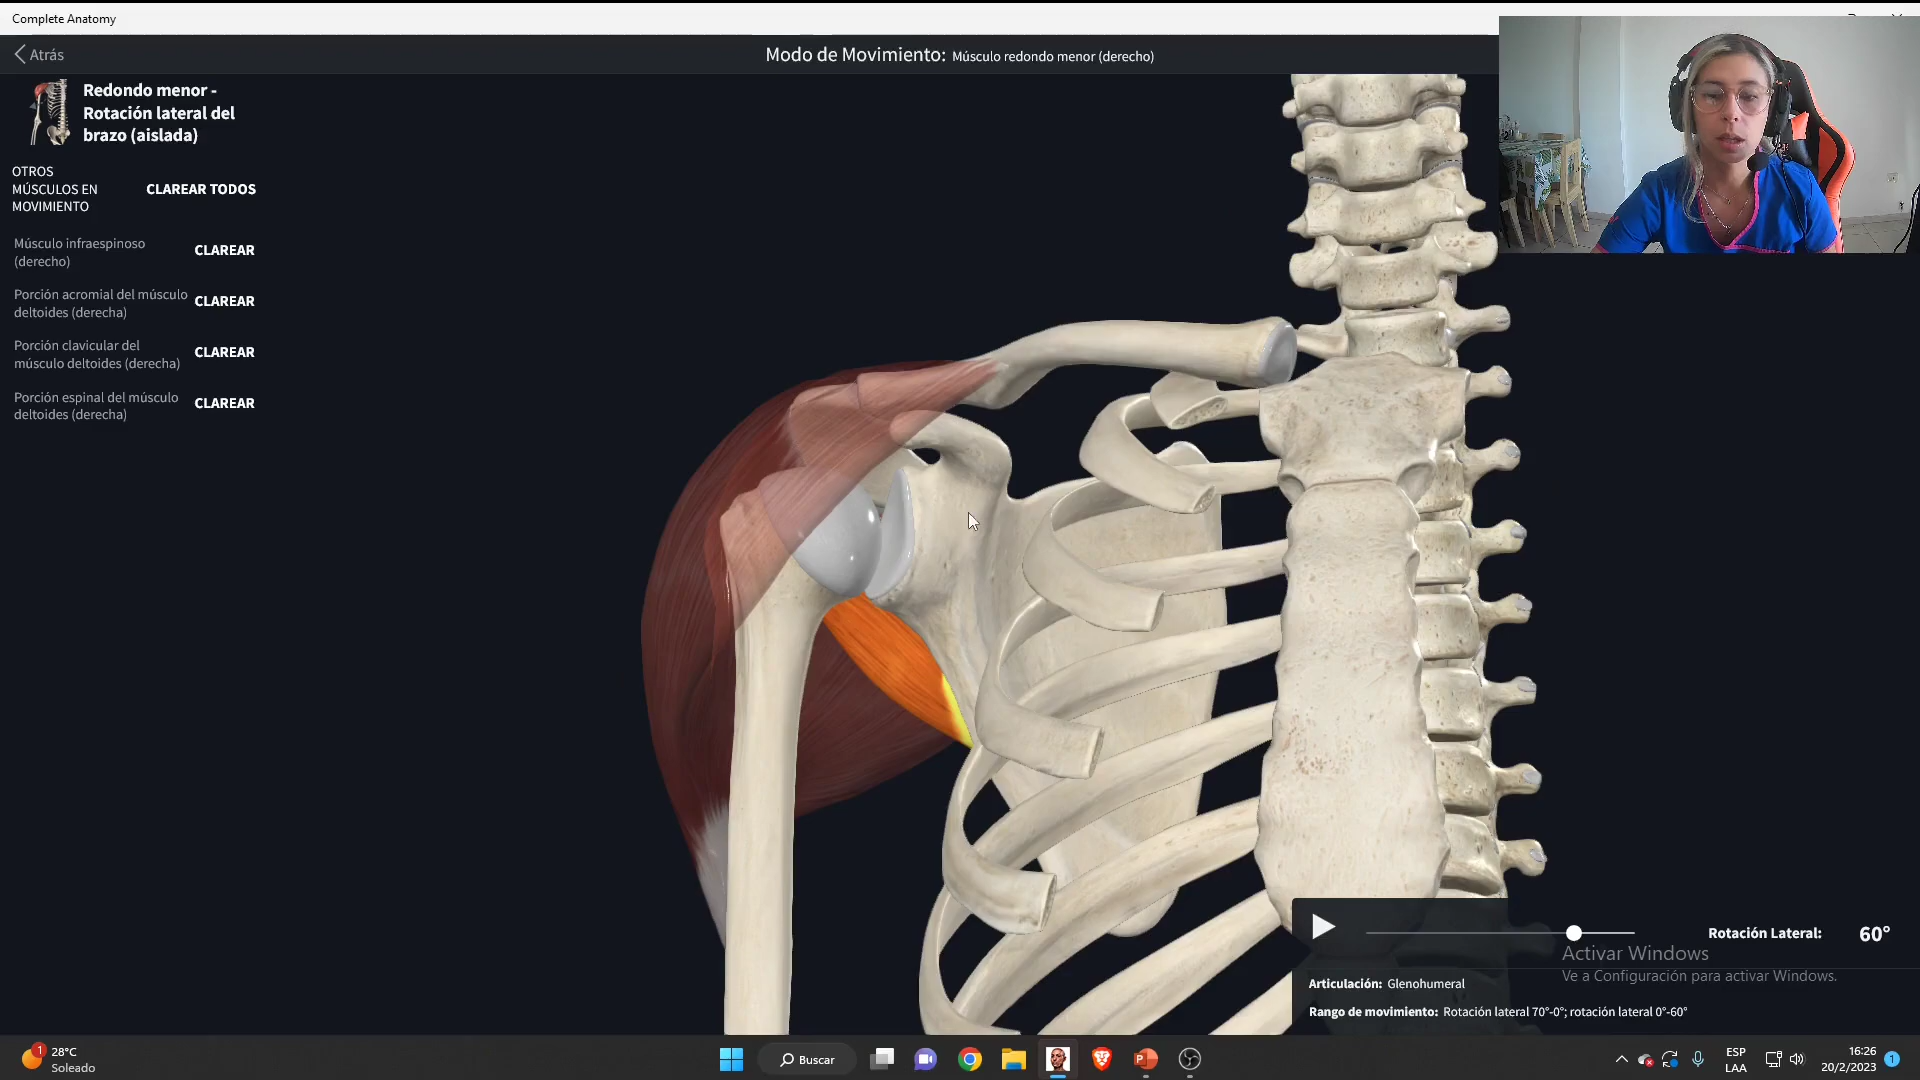 Complete Anatomy
Atrás
Modo de Movimiento: Músculo redondo menor (derecho)
Redondo menor -
Rotación lateral del
brazo (aislada)
OTROS
MÚSCULOS EN
MOVIMIENTO
CLAREAR TODOS
Músculo infraespinoso
(derecho)
CLAREAR
Porción acromial del músculo
deltoides (derecha)
CLAREAR
Porción clavicular del
músculo deltoides (derecha)
CLAREAR
Porción espinal del músculo
deltoides (derecha)
CLAREAR
Rotación Lateral: 60°
Activar Windows
Ve a Configuración para activar Windows.
Articulación: Glenohumeral
Rango de movimiento: Rotación lateral 70°-0°; rotación lateral 0°-60°
1
28°C
Soleado
Buscar
P
ESP
LAA
16:26
20/2/2023
1